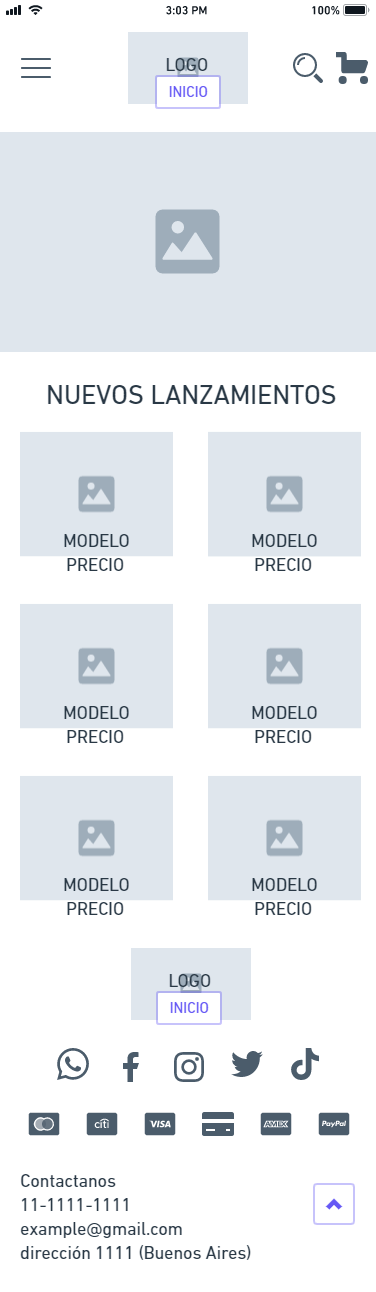 3:03 PM
100%
LOGO
INICIO
NUEVOS LANZAMIENTOS
MODELO
PRECIO
MODELO
PRECIO
MODELO
PRECIO
MODELO
PRECIO
MODELO
PRECIO
MODELO
PRECIO
LOGO
INICIO
citi
VISA
AMEX
PayPal
Contactanos
11-1111-1111
example@gmail.com
dirección 1111 (Buenos Aires)